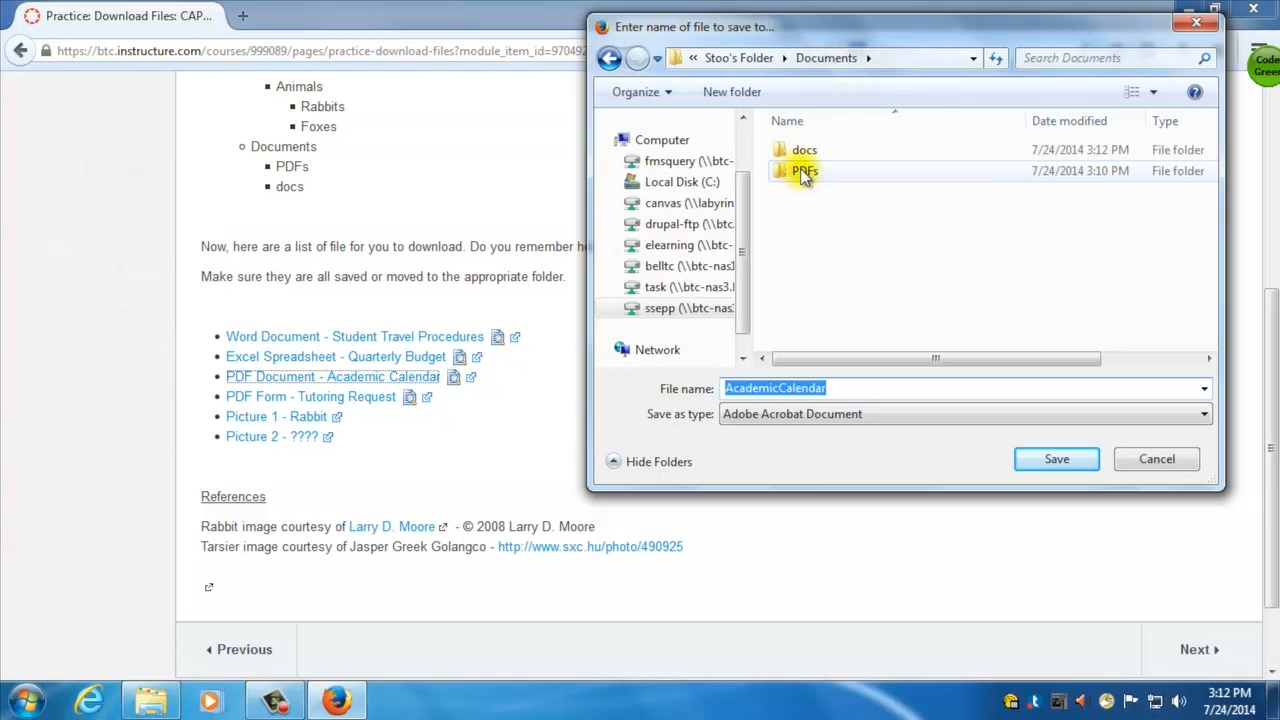 Practice: Download Files: CAP...
Enter name of file to save to...
https://btc.instructure.com/courses/999089/pages/practice-download-files?module_item_id=970492
« Stoo's Folder Documents
Search Documents
Code
Green
Organize
New folder
Animals
Rabbits
Foxes
Documents
PDFs
docs
Computer
fmsquery (\\btc-
Local Disk (C:)
canvas (\\labyrin
drupal-ftp (\\btc.
elearning (\\btc-
belltc (\\btc-nas1
task (\\btc-nas3.l
ssepp (\\btc-nas3
Network
Name Date modified Type
docs 7/24/2014 3:12 PM File folder
PDFs 7/24/2014 3:10 PM File folder
File name: AcademicCalendar
Save as type: Adobe Acrobat Document
Hide Folders
Save
Cancel
Now, here are a list of file for you to download. Do you remember
Make sure they are all saved or moved to the appropriate folder.
Word Document - Student Travel Procedures
Excel Spreadsheet - Quarterly Budget
PDF Document - Academic Calendar
PDF Form - Tutoring Request
Picture 1 - Rabbit
Picture 2 - ????
References
Rabbit image courtesy of Larry D. Moore - © 2008 Larry D. Moore
Tarsier image courtesy of Jasper Greek Golangco - http://www.sxc.hu/photo/490925
Previous
Next
3:12 PM
7/24/2014